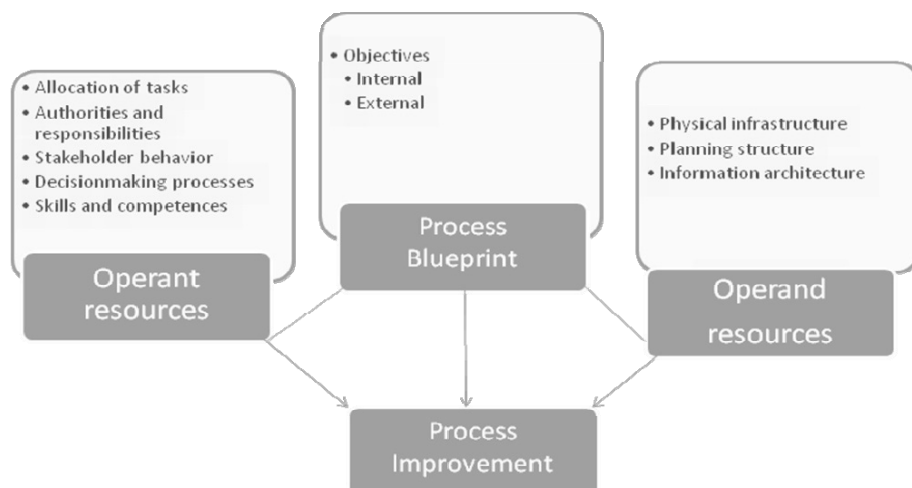 • Allocation of tasks
• Authorities and
responsibilities
• Stakeholder behavior
• Decisionmaking processes
• Skills and competences
Operant
resources
• Objectives
• Internal
• External
Process
Blueprint
• Physical infrastructure
• Planning structure
• Information architecture
Operand
resources
Process
Improvement